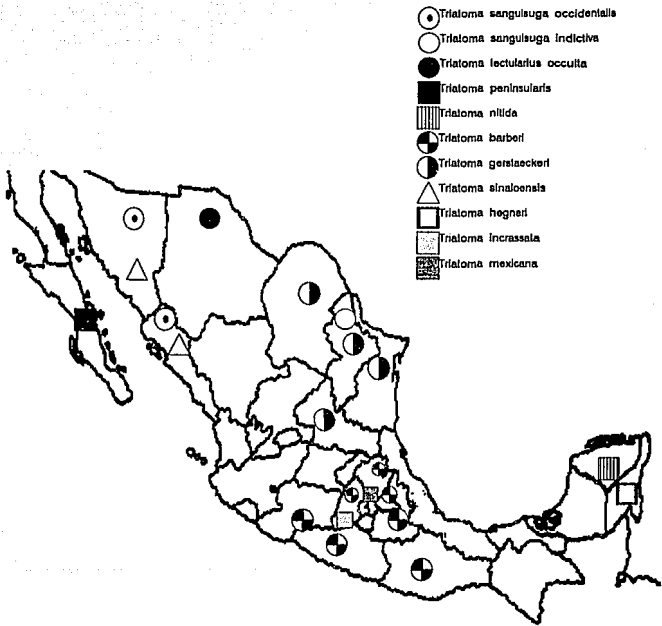 Triatoma sanguisuga occidentalis
Triatoma sanguisuga indictiva
Triatoma lectularius occulta
Triatoma peninsularis
Triatoma nitida
Triatoma barberi
Triatoma gerstaeckeri
Triatoma sinaloensis
Triatoma hegneri
Triatoma incrassata
Triatoma mexicana